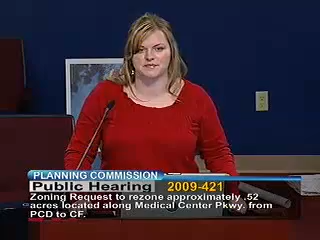 PLANNING COMMISSION
Public Hearing 2009-421
Zoning Request to rezone approximately .52
acres located along Medical Center Pkwy. from
PCD to CF.